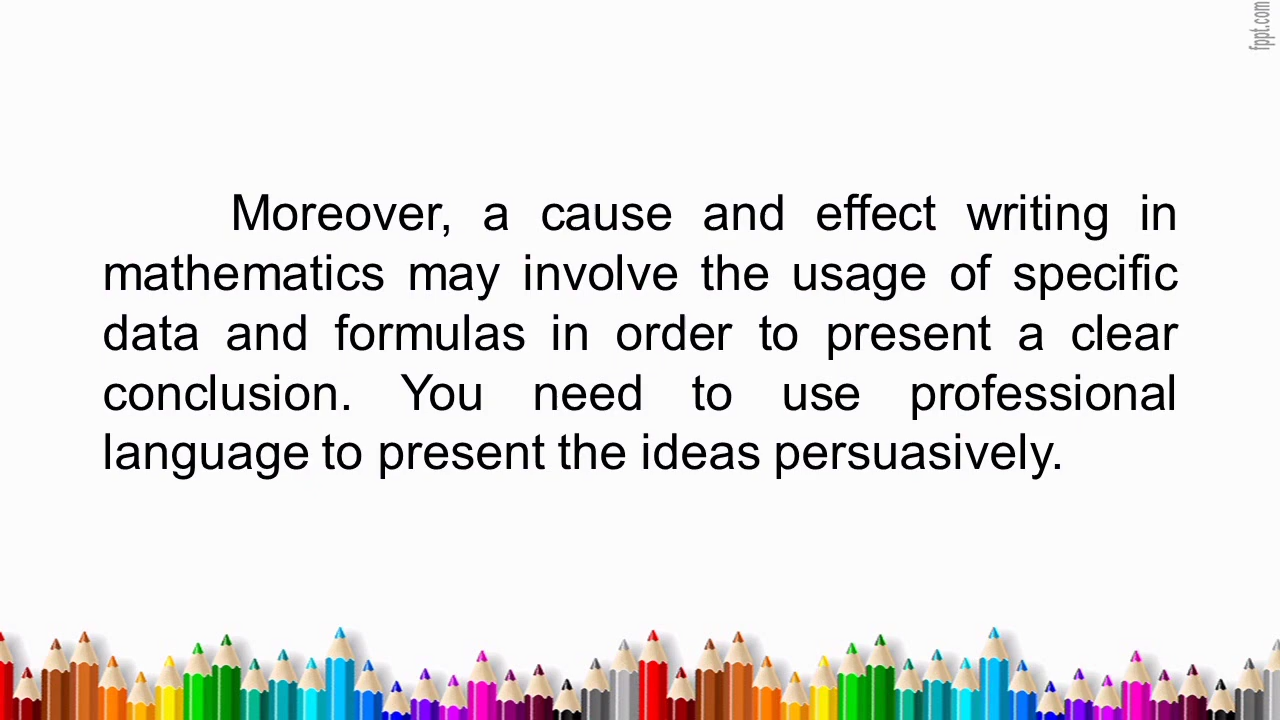 fppt.com
Moreover, a cause and effect writing in
mathematics may involve the usage of specific
data and formulas in order to present a clear
conclusion. You need to use professional
language to present the ideas persuasively.